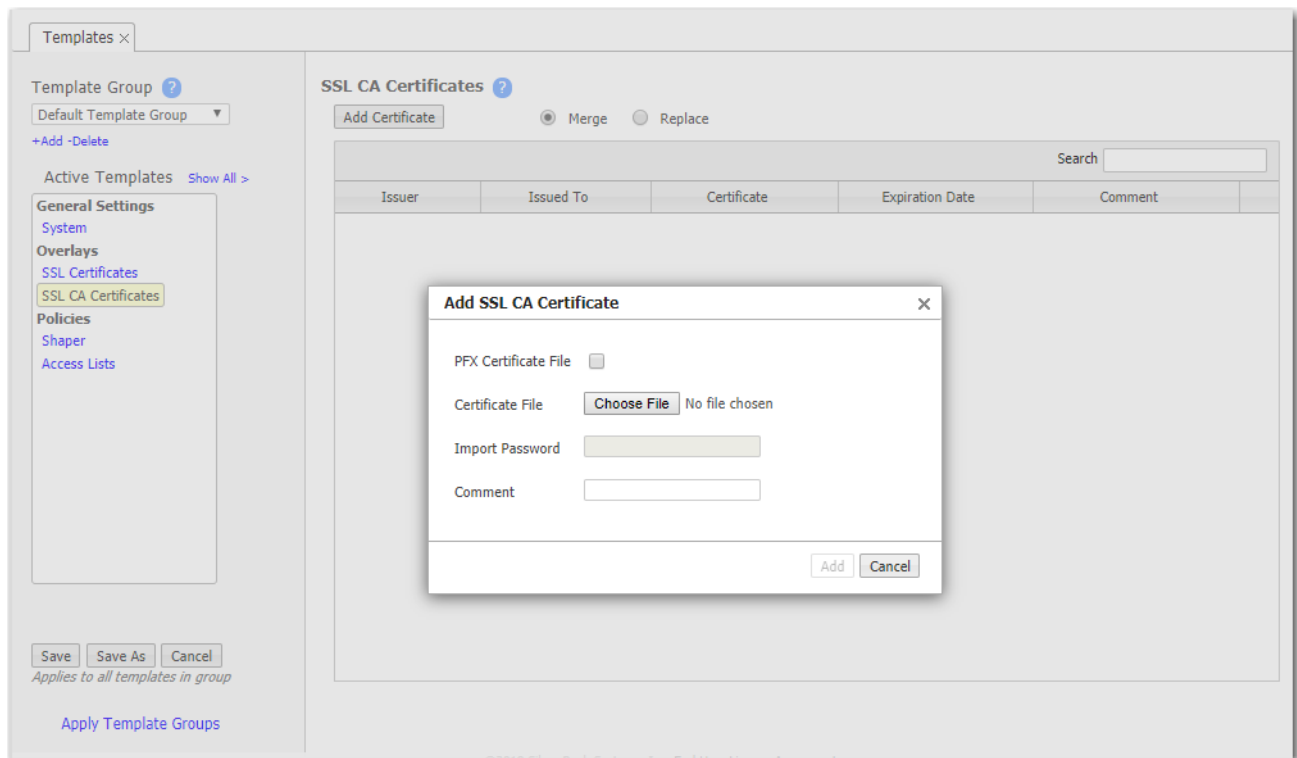 Templates ×
Template Group ?
Default Template Group ▼
+Add -Delete
Active Templates Show All >
General Settings
System
Overlays
SSL Certificates
SSL CA Certificates
Policies
Shaper
Access Lists
Save Save As Cancel
Applies to all templates in group
Apply Template Groups
SSL CA Certificates ?
Add Certificate Merge Replace
Search
Issuer Issued To Certificate Expiration Date Comment
Add SSL CA Certificate ×
PFX Certificate File
Certificate File Choose File No file chosen
Import Password
Comment
Add Cancel